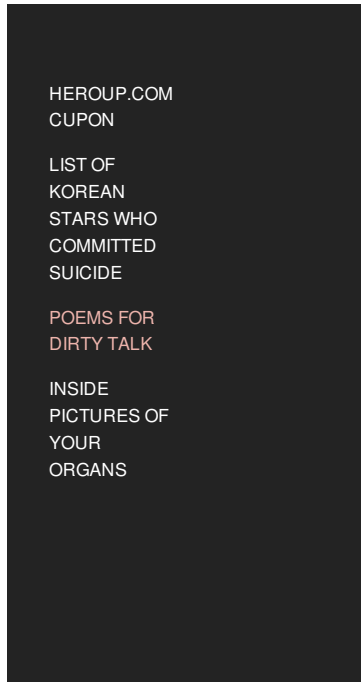 HEROUP.COM
CUPON
LIST OF
KOREAN
STARS WHO
COMMITTED
SUICIDE
POEMS FOR
DIRTY TALK
INSIDE
PICTURES OF
YOUR
ORGANS